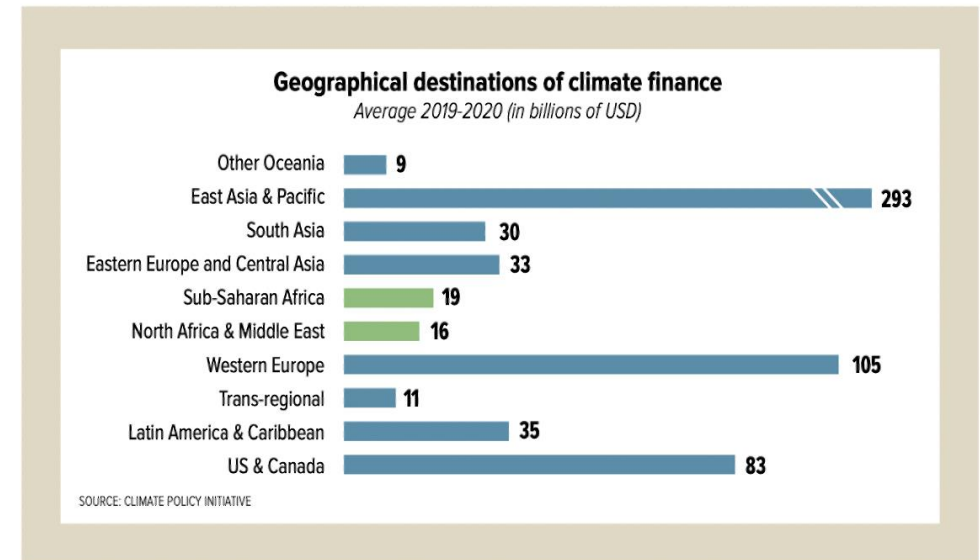 Geographical destinations of climate finance
Average 2019-2020 (in billions of USD)
Other Oceania 9
East Asia & Pacific 293
South Asia 30
Eastern Europe and Central Asia 33
Sub-Saharan Africa 19
North Africa & Middle East 16
Western Europe 105
Trans-regional 11
Latin America & Caribbean 35
US & Canada 83
SOURCE: CLIMATE POLICY INITIATIVE